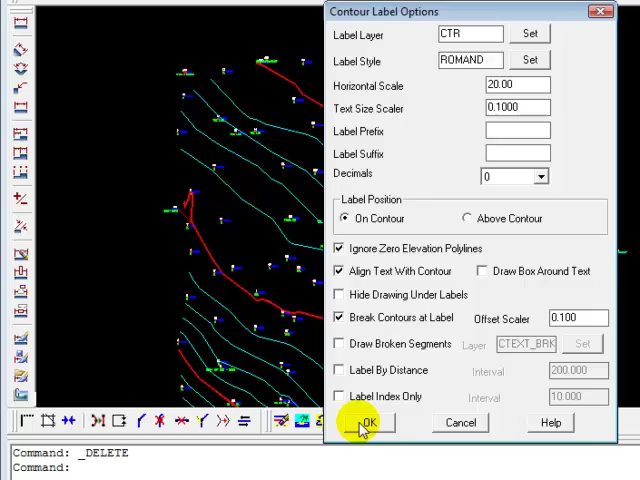 Contour Label Options
Label Layer CTR Set
Label Style ROMAND Set
Horizontal Scale 20.00
Text Size Scaler 0.1000
Label Prefix
Label Suffix
Decimals 0
Label Position
On Contour Above Contour
Ignore Zero Elevation Polylines
Align Text With Contour Draw Box Around Text
Hide Drawing Under Labels
Break Contours at Label Offset Scaler 0.100
Draw Broken Segments Layer CTEXT_BRK Set
Label By Distance Interval 200.000
Label Index Only Interval 10.000
OK Cancel Help
Command: _DELETE
Command: